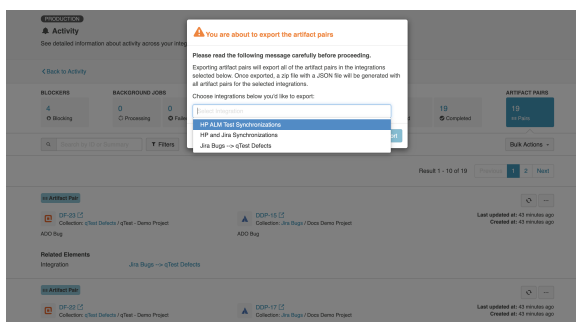 PRODUCTION
Activity
See detailed information about activity across your integ
Back to Activity
BLOCKERS
BACKGROUND JOBS
ARTIFACT PAIRS
4
Blocking
0
Processing
0
19
Completed
19
Pairs
Filters
Bulk Actions
You are about to export the artifact pairs
Please read the following message carefully before proceeding.
Exporting artifact pairs will export all of the artifact pairs in the integrations
selected below. Once exported, a zip file with a JSON file will be generated with
all artifact pairs for the selected integrations.
Choose integrations below you'd like to export:
Select integration
HP ALM Test Synchronizations
HP and Jira Synchronizations
Jira Bugs --> qTest Defects
Result 1 - 10 of 19
Previous
1
2
Next
Artifact Pair
DF-23
Collection: qTest Defects / qTest - Demo Project
ADO Bug
DDP-15
Collection: Jira Bugs / Docs Demo Project
ADO Bug
Last updated at: 43 minutes ago
Created at: 43 minutes ago
Related Elements
Integration
Jira Bugs --> qTest Defects
Artifact Pair
DF-22
Collection: qTest Defects / qTest - Demo Project
DDP-17
Collection: Jira Bugs / Docs Demo Project
Last updated at: 43 minutes ago
Created at: 43 minutes ago